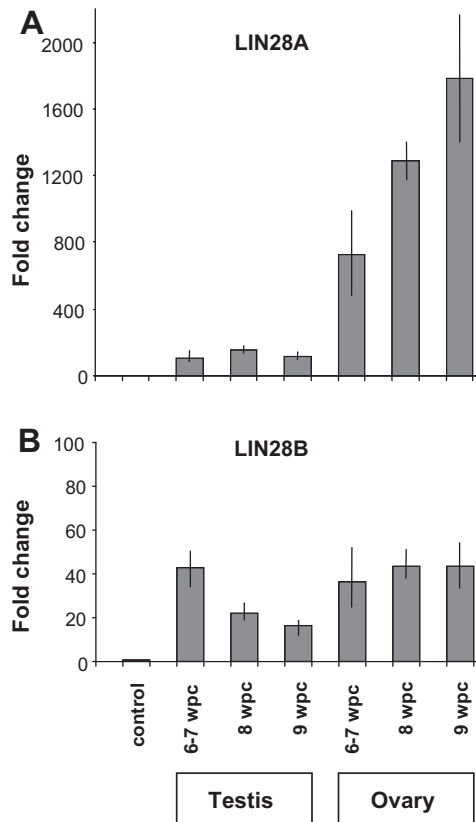 A
LIN28A
Fold change
2000
1600
1200
800
400
0
B
LIN28B
Fold change
100
80
60
40
20
0
control
6-7 wpc
8 wpc
9 wpc
6-7 wpc
8 wpc
9 wpc
Testis
Ovary